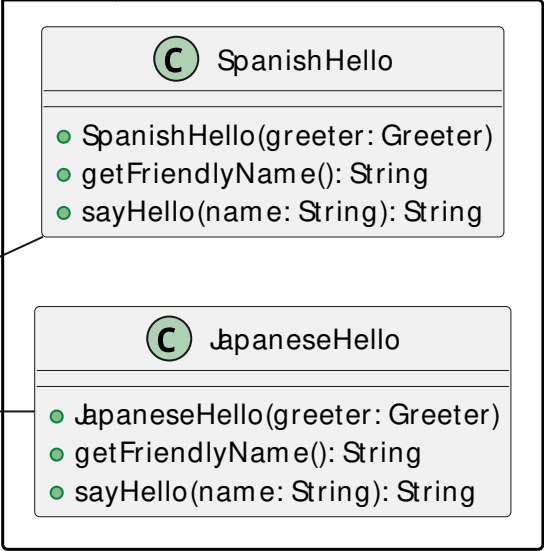 C SpanishHello
SpanishHello(greeter: Greeter)
getFriendlyName(): String
sayHello(name: String): String
C JapaneseHello
JapaneseHello(greeter: Greeter)
getFriendlyName(): String
sayHello(name: String): String